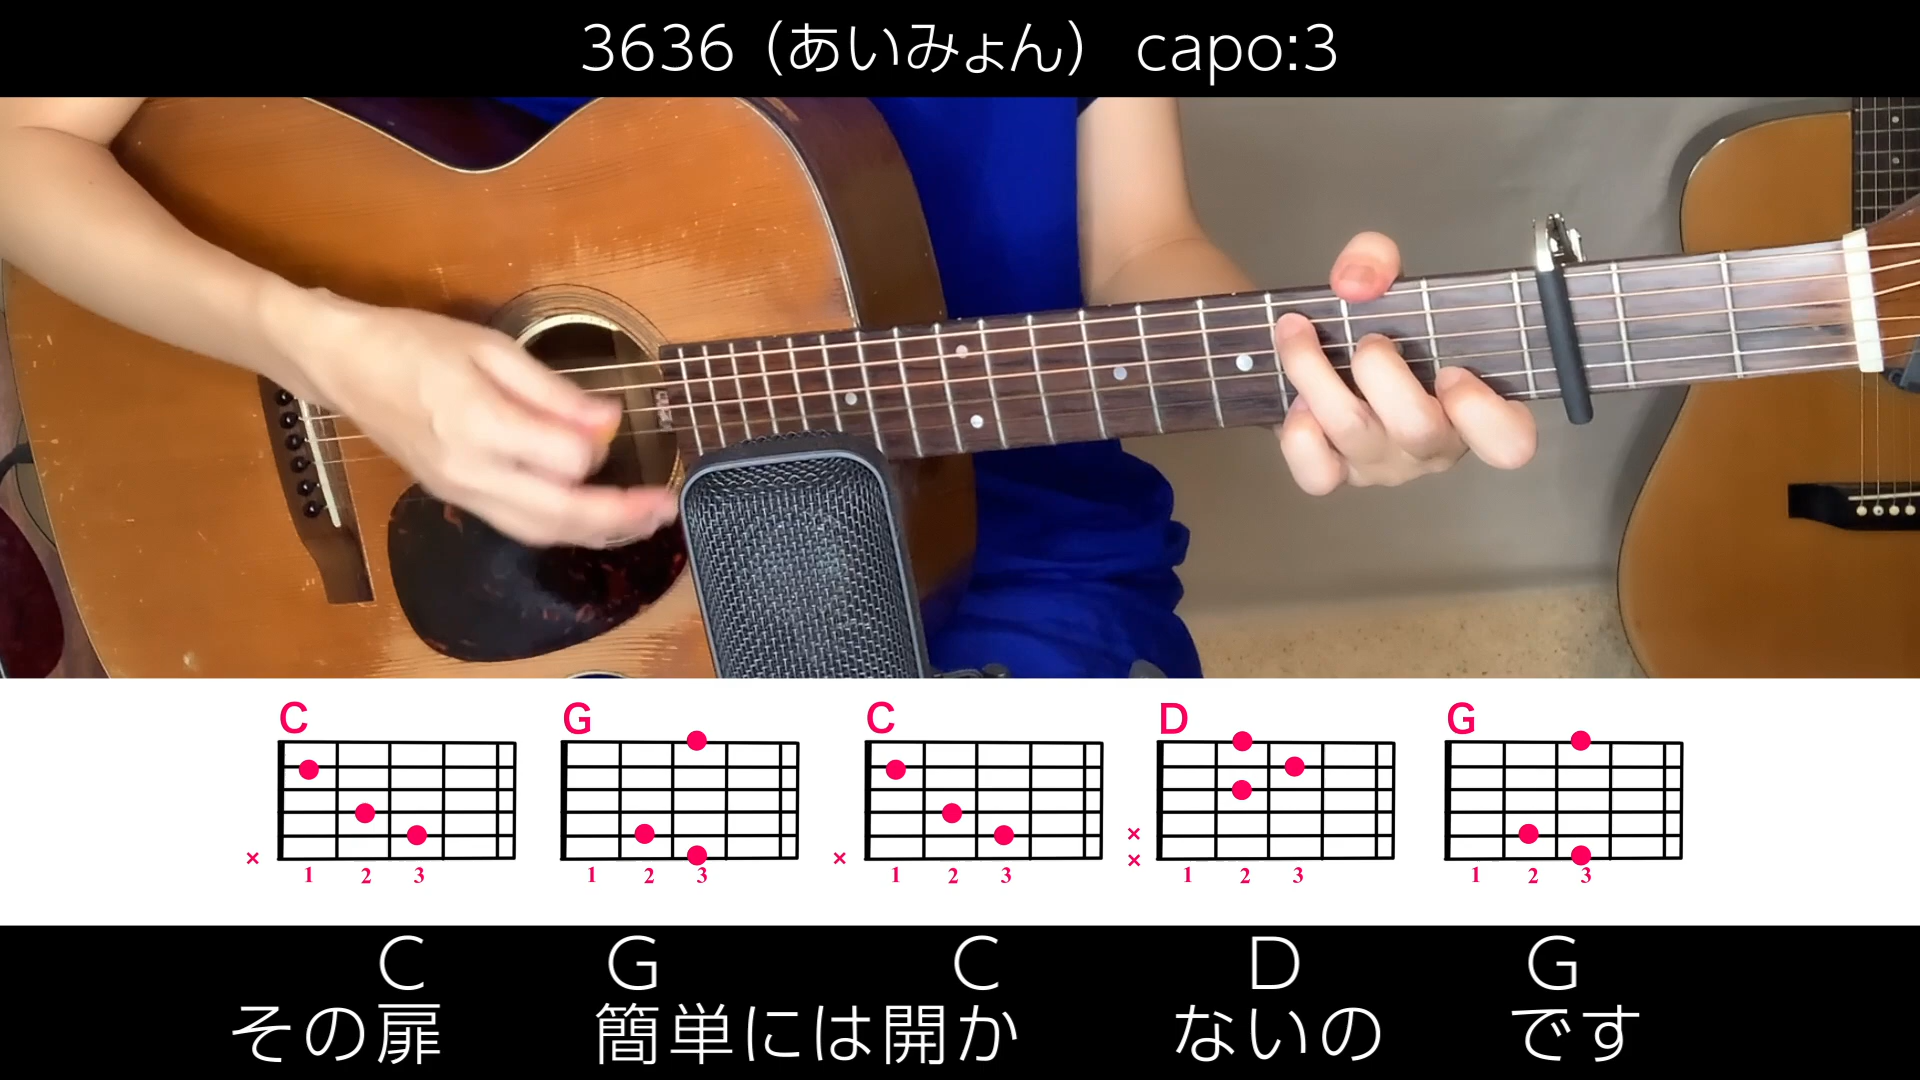 3636（あいみょん） capo:3
C G C D G
× 1 2 3 1 2 3 × 1 2 3 × × 1 2 3 1 2 3
C G C D G
その扉 簡単には開か ないの です